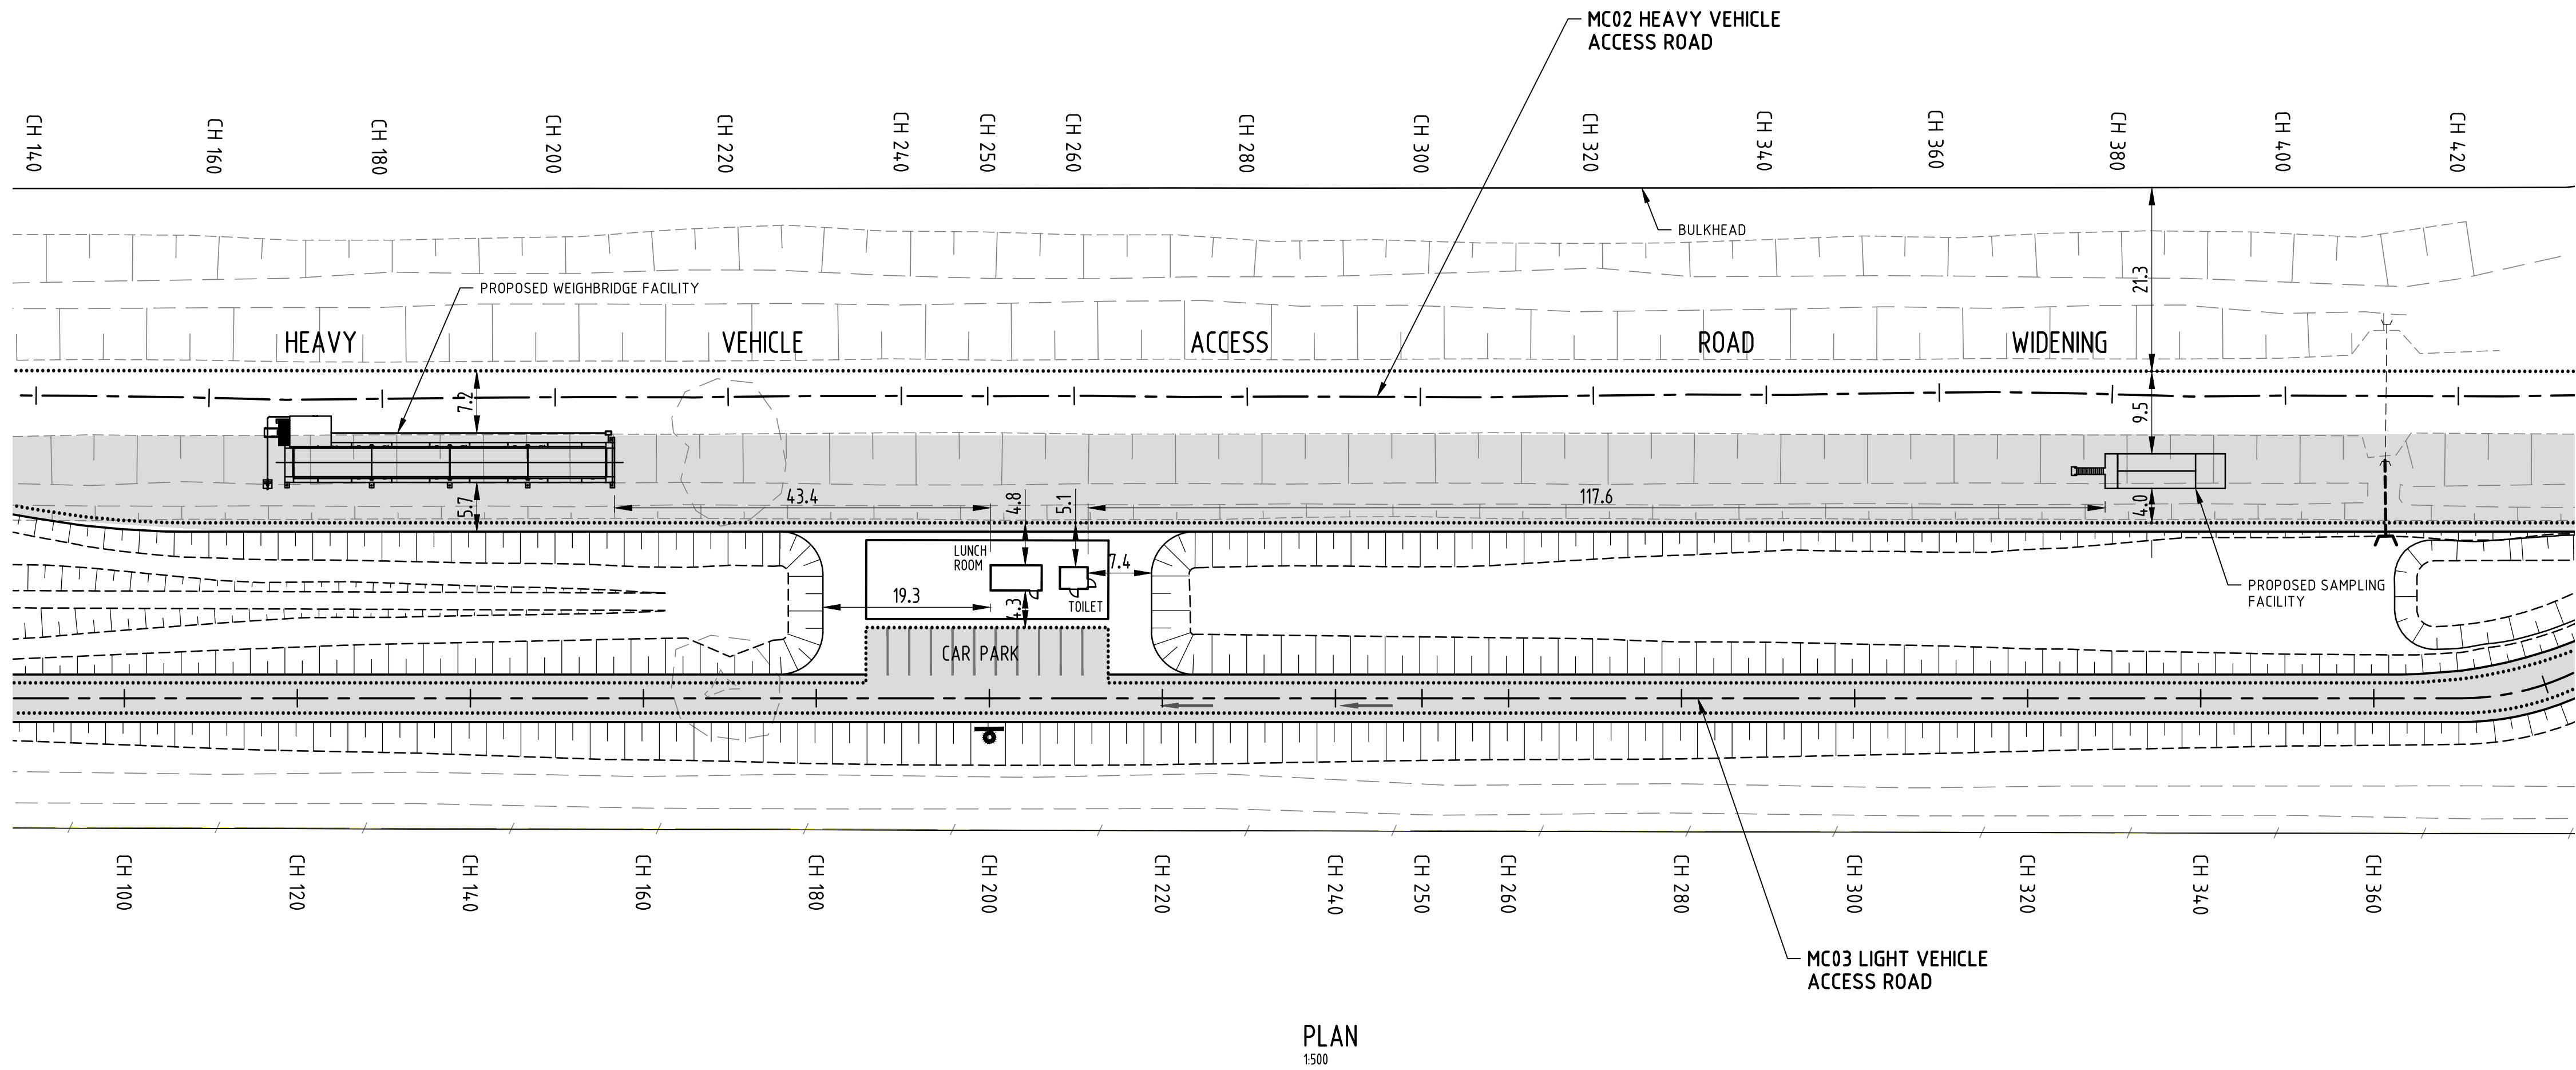 MC02 HEAVY VEHICLE
ACCESS ROAD
CH 140
CH 160
CH 180
CH 200
CH 220
CH 240
CH 250
CH 260
CH 280
CH 300
CH 320
CH 340
CH 360
CH 380
CH 400
CH 420
BULKHEAD
21.3
PROPOSED WEIGHBRIDGE FACILITY
HEAVY VEHICLE ACCESS ROAD WIDENING
7.2
9.5
5.7
43.4
4.8
5.1
117.6
4.0
LUNCH
ROOM
7.4
19.3
4.3
TOILET
PROPOSED SAMPLING
FACILITY
CAR PARK
CH 100
CH 120
CH 140
CH 160
CH 180
CH 200
CH 220
CH 240
CH 250
CH 260
CH 280
CH 300
CH 320
CH 340
CH 360
MC03 LIGHT VEHICLE
ACCESS ROAD
PLAN
1:500